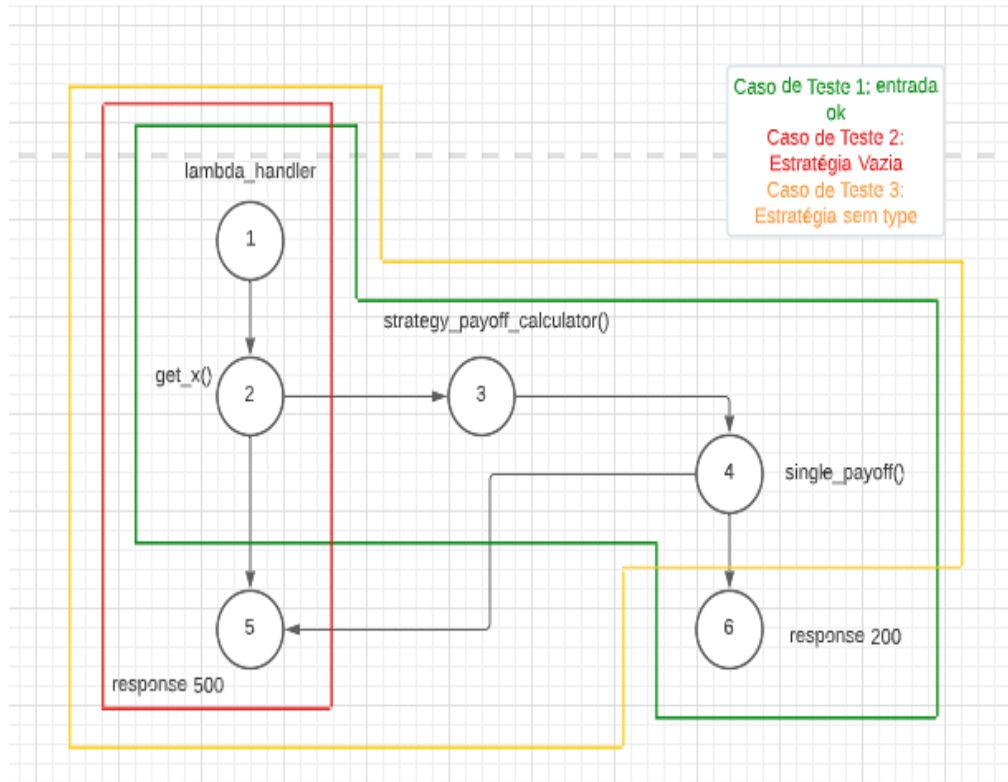 Caso de Teste 1: entrada
ok
Caso de Teste 2:
Estratégia Vazia
Caso de Teste 3:
Estratégia sem type
lambda_handler
1
strategy_payoff_calculator()
get_x()
2
3
4
single_payoff()
5
6
response 200
response 500